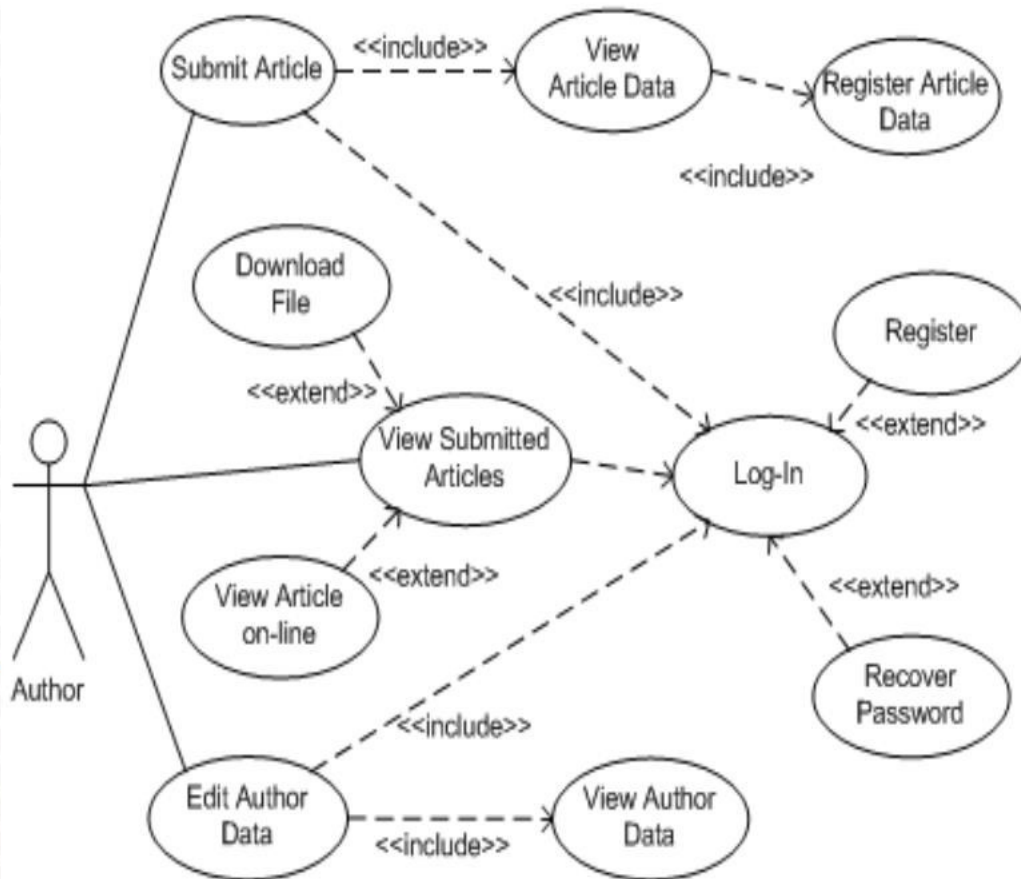 Submit Article
<<include>>
View
Article Data
Register Article
Data
<<include>>
Download
File
<<include>>
Register
<<extend>>
<<extend>>
View Submitted
Articles
Log-In
<<extend>>
View Article
on-line
<<extend>>
Author
Recover
Password
<<include>>
Edit Author
Data
View Author
Data
<<include>>